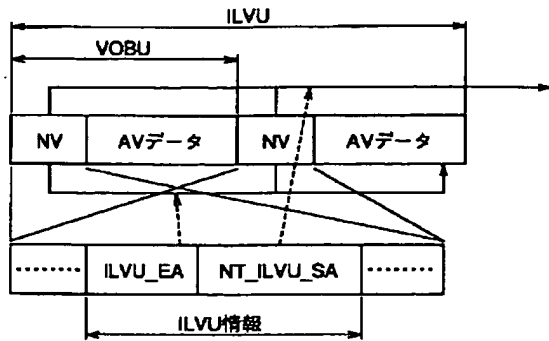 ILVU
VOBU
NV AVデータ NV AVデータ
········ ILVU_EA NT_ILVU_SA ········
ILVU情報